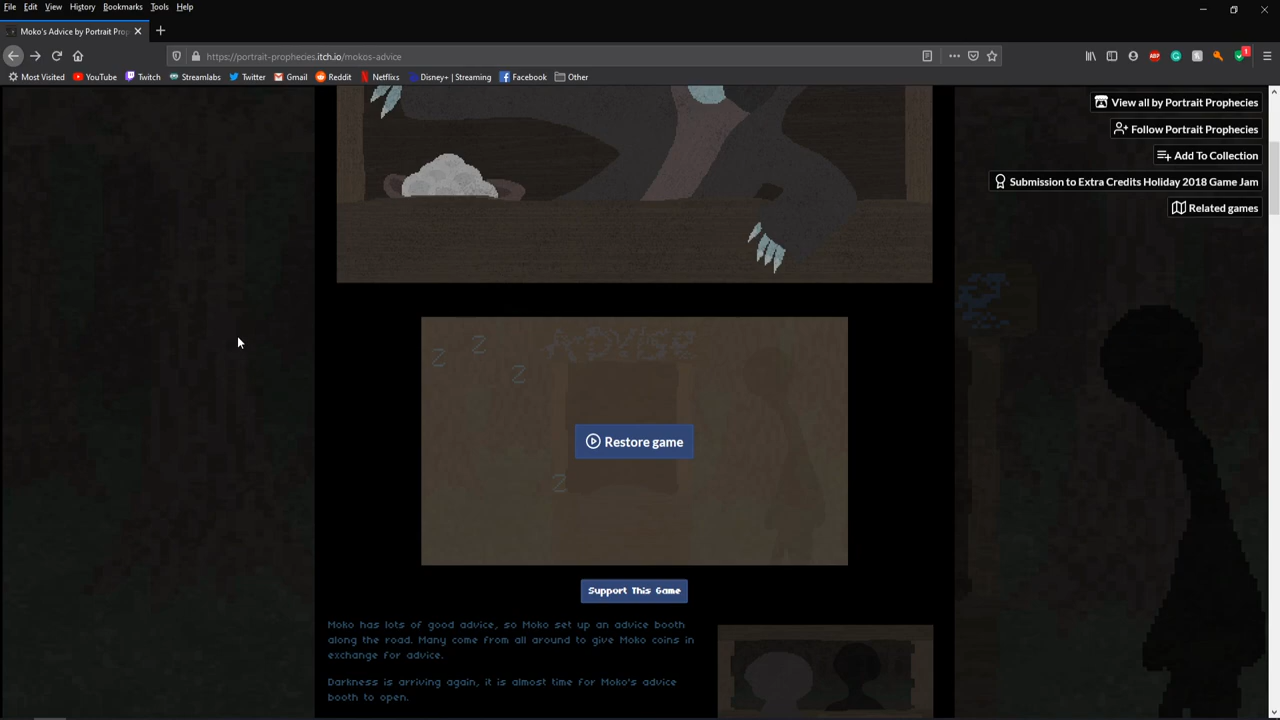 File Edit View History Bookmarks Tools Help
Moko's Advice by Portrait Prop
https://portrait-prophecies.itch.io/mokos-advice
Most Visited YouTube Twitch Streamlabs Twitter Gmail Reddit Netflixs Disney+ | Streaming Facebook Other
ABP
1
View all by Portrait Prophecies
Follow Portrait Prophecies
Add To Collection
Submission to Extra Credits Holiday 2018 Game Jam
Related games
Z Z
Z
Restore game
Z
Support This Game
Moko has lots of good advice, so Moko set up an advice booth
along the road. Many come from all around to give Moko coins in
exchange for advice.
Darkness is arriving again, it is almost time for Moko's advice
booth to open.